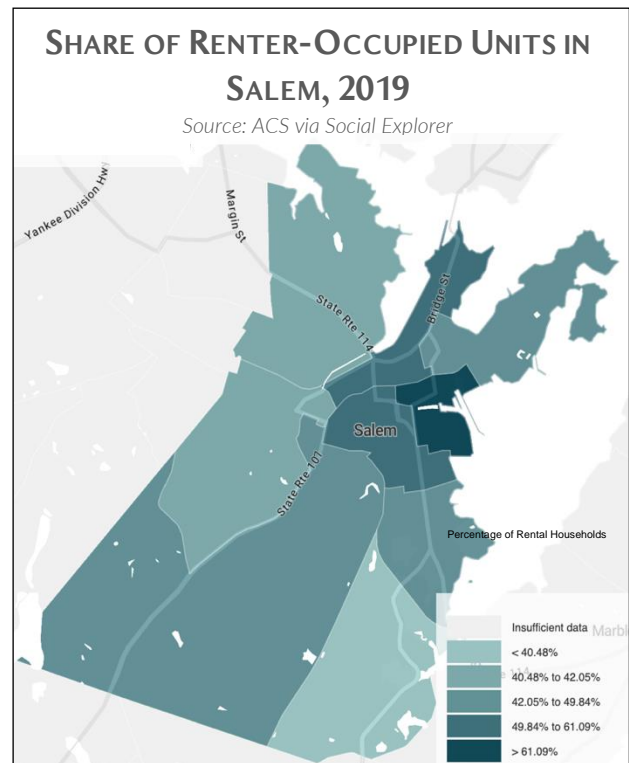 SHARE OF RENTER-OCCUPIED UNITS IN
SALEM, 2019
Source: ACS via Social Explorer
Yankee Division Hwy
Margin St
State Rte 114
Bridge St
Salem
State Rte 107
Percentage of Rental Households
Insufficient data
Marbl
< 40.48%
40.48% to 42.05%
42.05% to 49.84%
49.84% to 61.09%
> 61.09%